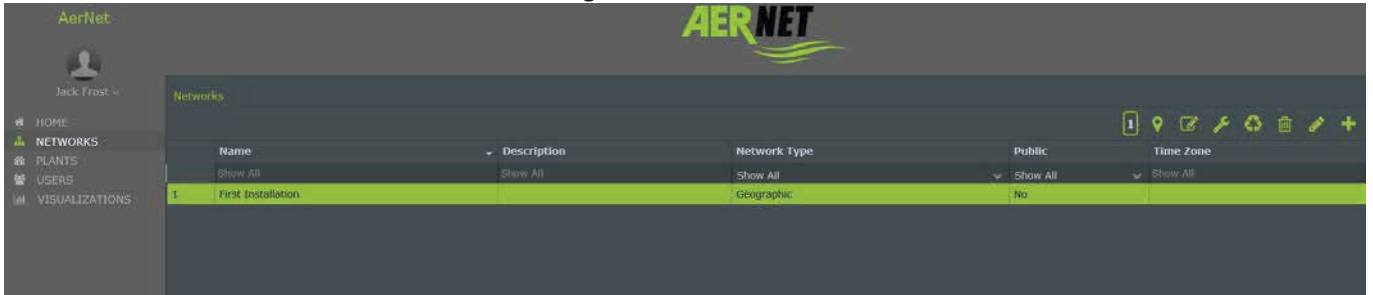 AerNet
AERNET
Jack Frost
Networks
HOME
NETWORKS
PLANTS
USERS
VISUALIZATIONS
1
Name Description Network Type Public Time Zone
Show All Show All Show All Show All Show All
1 First Installation Geographic No